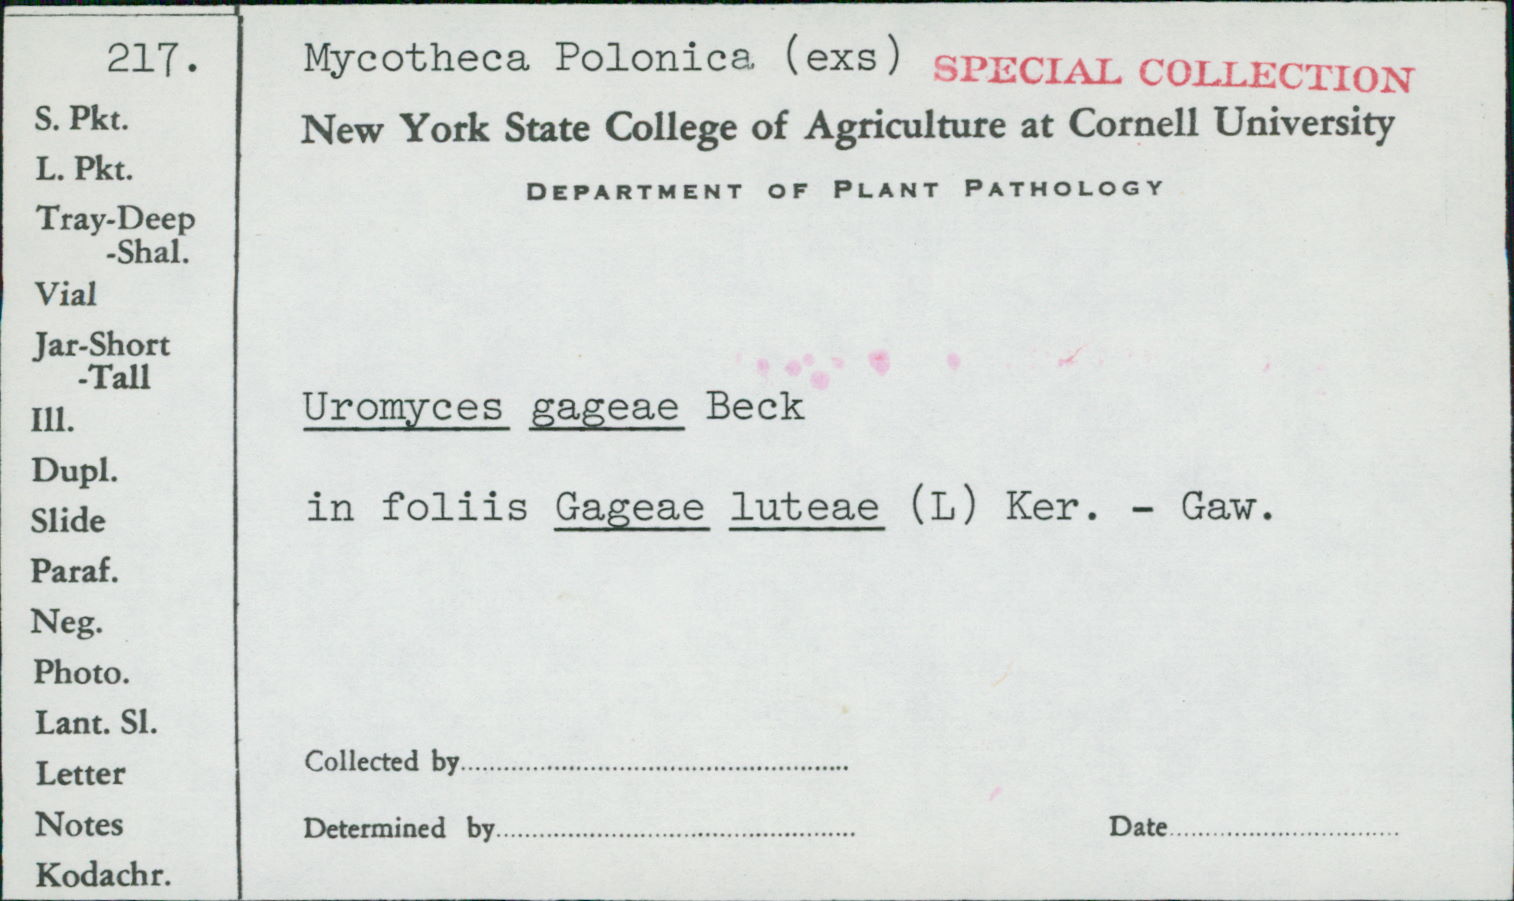 217.
Mycotheca Polonica (exs) SPECIAL COLLECTION
New York State College of Agriculture at Cornell University
DEPARTMENT OF PLANT PATHOLOGY
S. Pkt.
L. Pkt.
Tray-Deep
-Shal.
Vial
Jar-Short
-Tall
Ill.
Dupl.
Slide
Paraf.
Neg.
Photo.
Lant. Sl.
Letter
Notes
Kodachr.
Uromyces gageae Beck
in foliis Gageae luteae (L) Ker. - Gaw.
Collected by
Determined by
Date